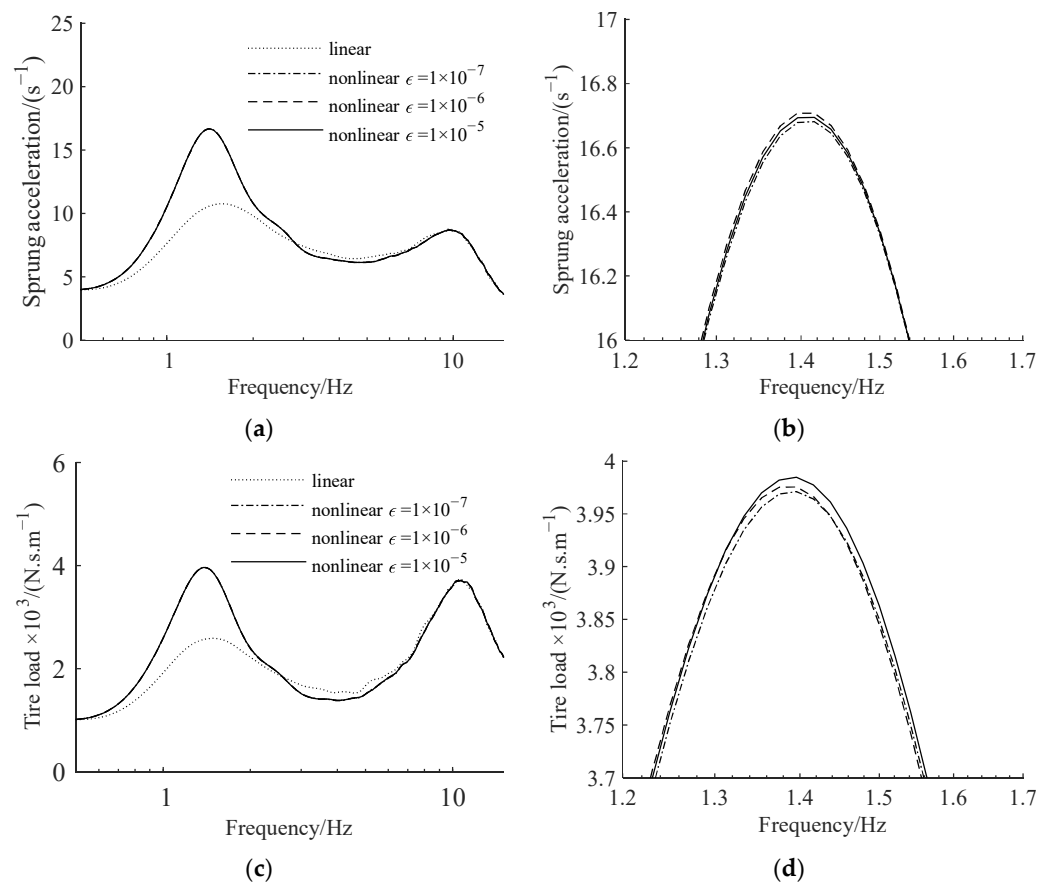 25
20
15
10
5
0
Sprung acceleration/(s⁻¹)
linear
nonlinear ϵ=1×10⁻⁷
nonlinear ϵ=1×10⁻⁶
nonlinear ϵ=1×10⁻⁵
1
10
Frequency/Hz
(a)
17
16.8
16.6
16.4
16.2
16
Sprung acceleration/(s⁻¹)
1.2
1.3
1.4
1.5
1.6
1.7
Frequency/Hz
(b)
6
4
2
0
Tire load ×10³/(N.s.m⁻¹)
linear
nonlinear ϵ=1×10⁻⁷
nonlinear ϵ=1×10⁻⁶
nonlinear ϵ=1×10⁻⁵
1
10
Frequency/Hz
(c)
4
3.95
3.9
3.85
3.8
3.75
3.7
Tire load ×10³/(N.s.m⁻¹)
1.2
1.3
1.4
1.5
1.6
1.7
Frequency/Hz
(d)